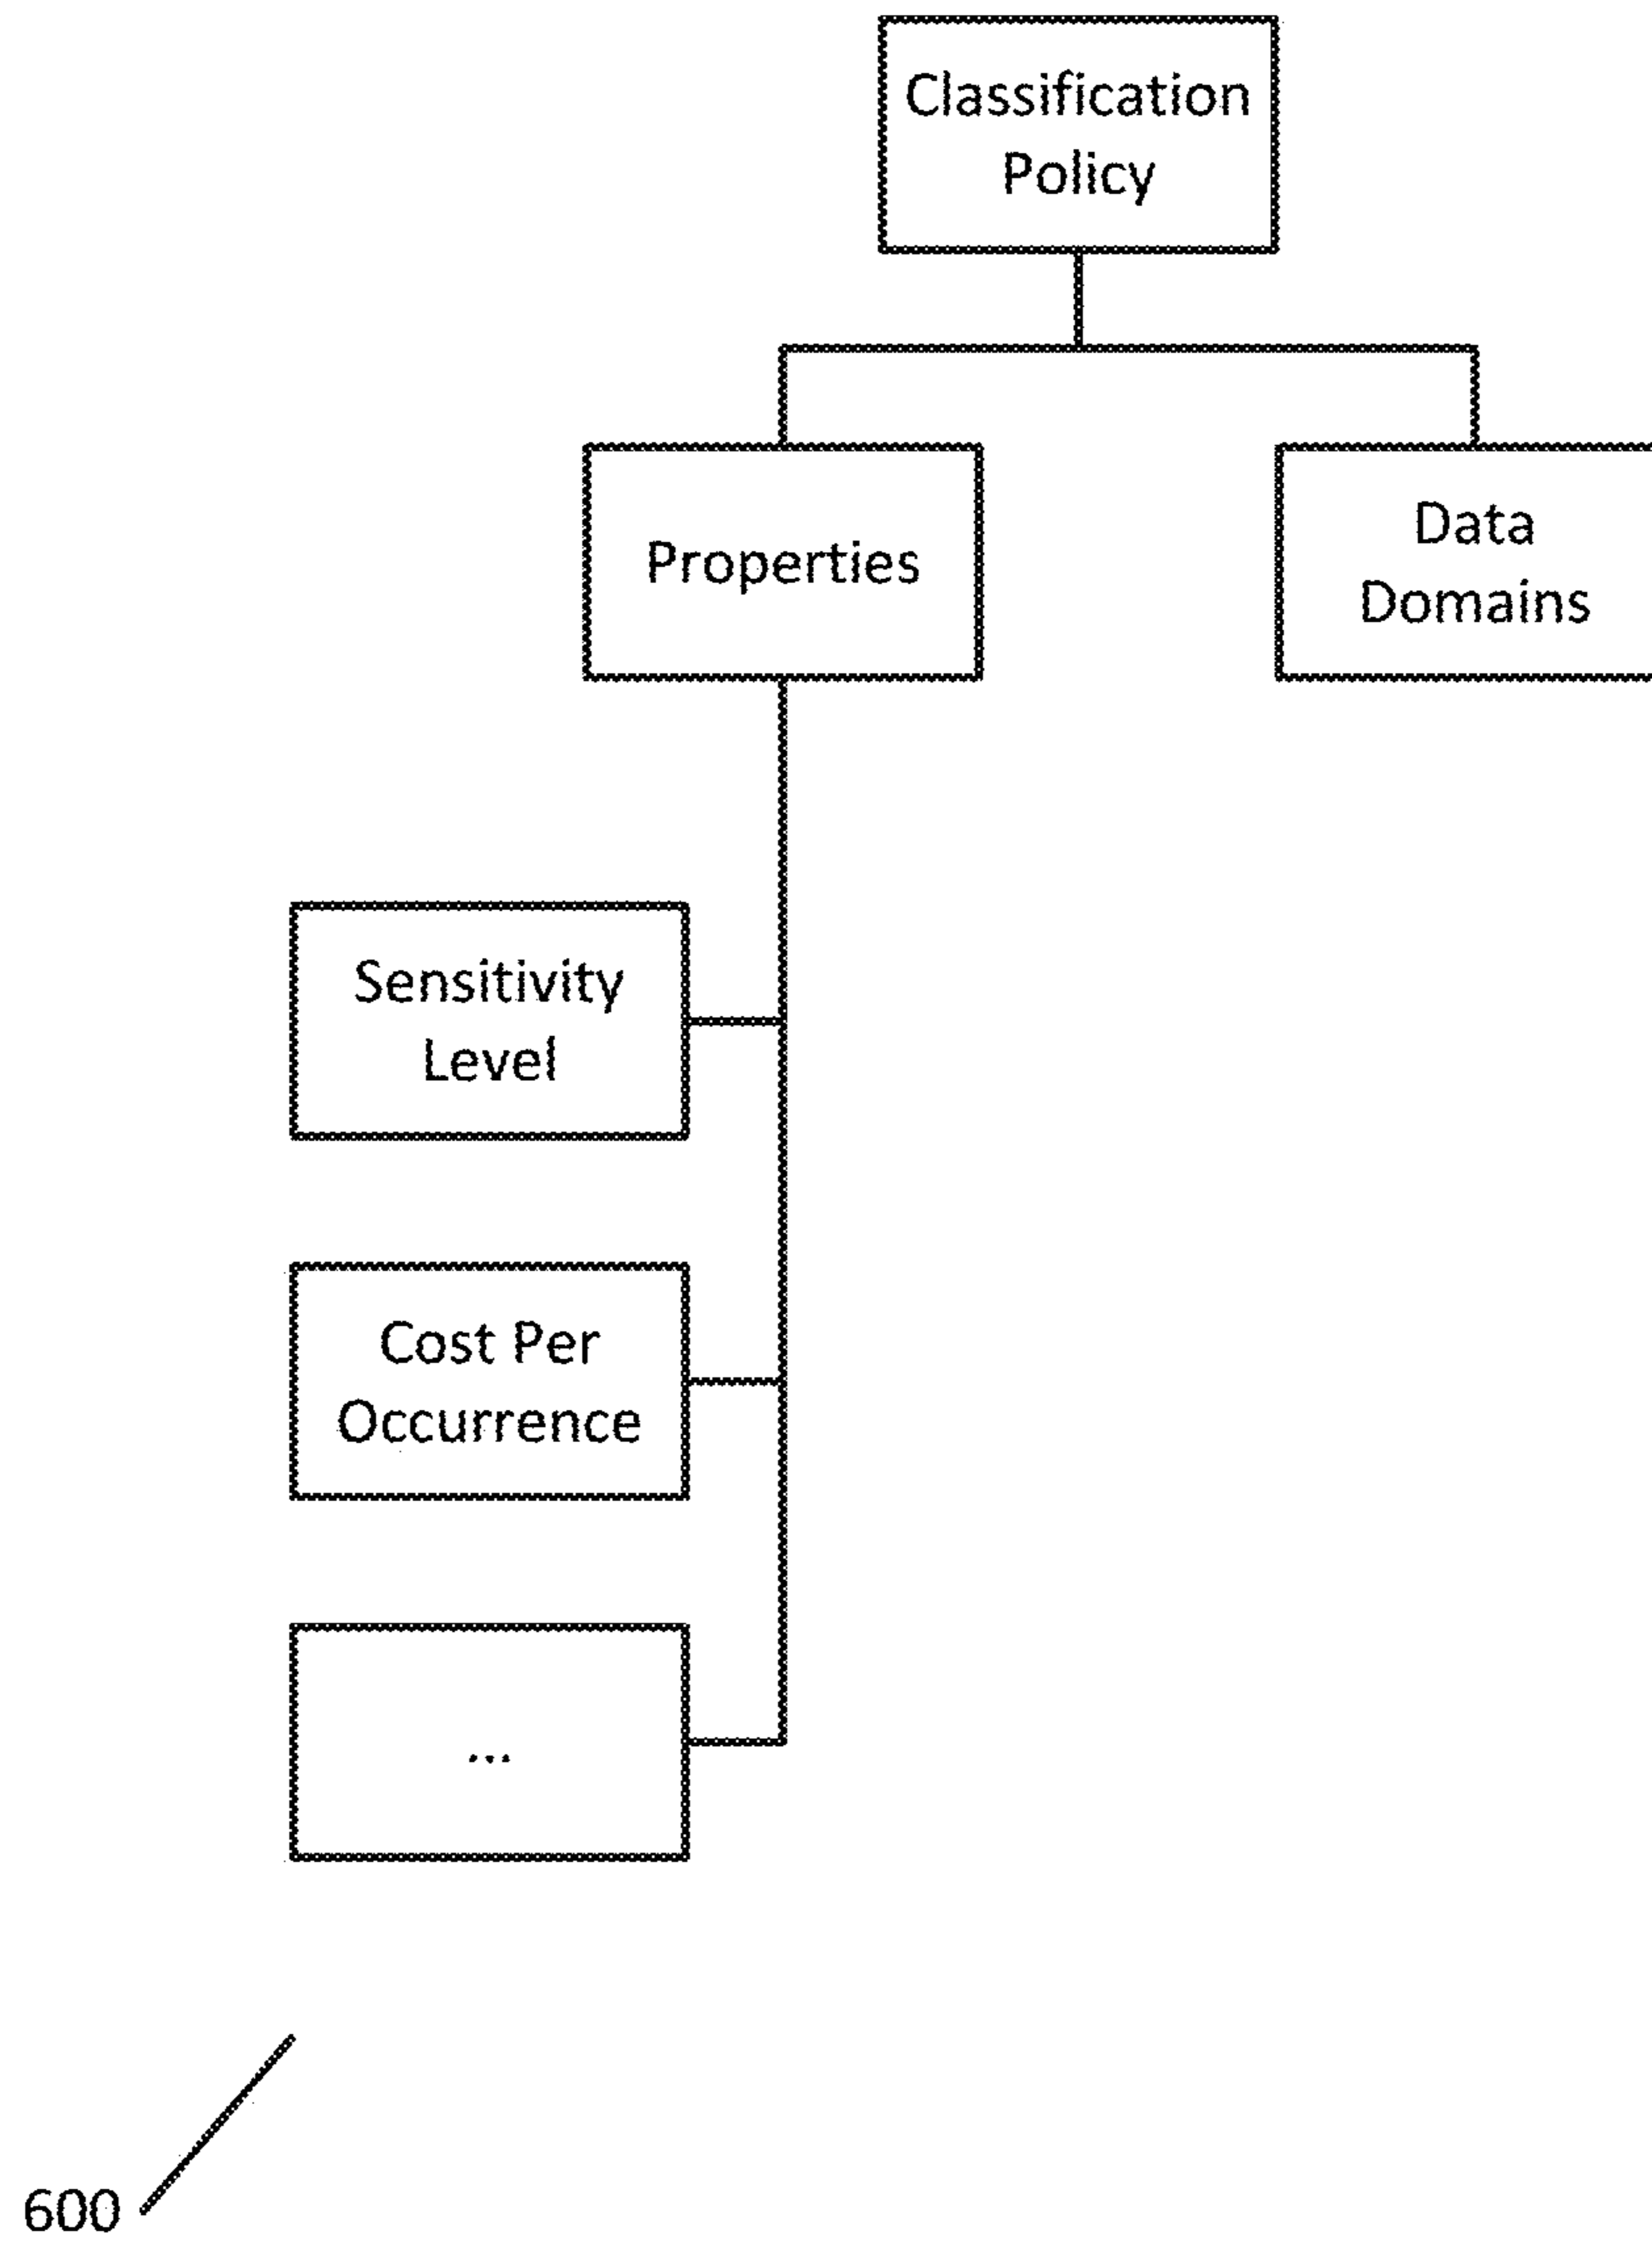 Classification
Policy
Properties
Data
Domains
Sensitivity
Level
Cost Per
Occurrence
...
600